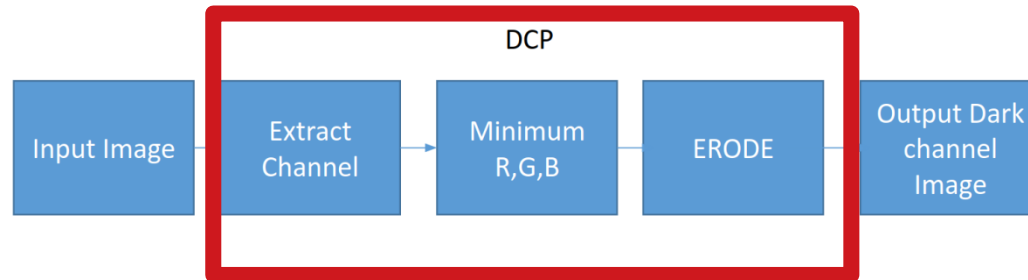 DCP
Input Image
Extract
Channel
Minimum
R,G,B
ERODE
Output Dark
channel
Image